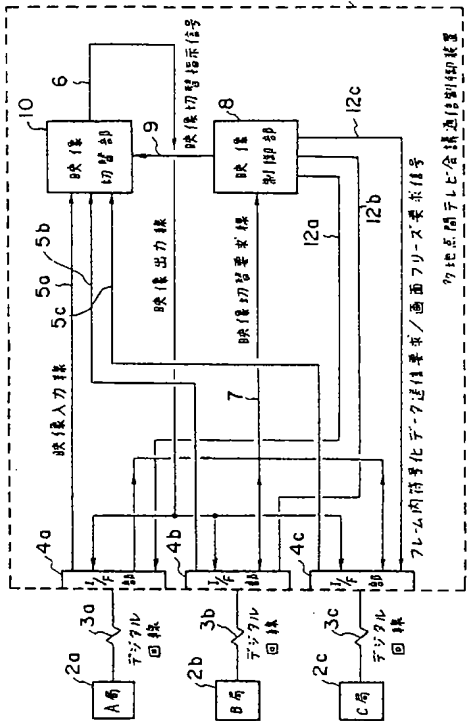 10
映像
切替部
6
映像切替指示信号
5a
5b
5c
映像入力線
映像出力線
9
8
映像
制御部
映像切替要求線
7
12a
12b
12c
フレーム内符号化データ送信要求/画面フリーズ要求信号
多地点間テレビ会議通信制御装置
4a
I/F
部
4b
I/F
部
4c
I/F
部
3a
デジタル
回線
3b
デジタル
回線
3c
デジタル
回線
2a
A局
2b
B局
2c
C局